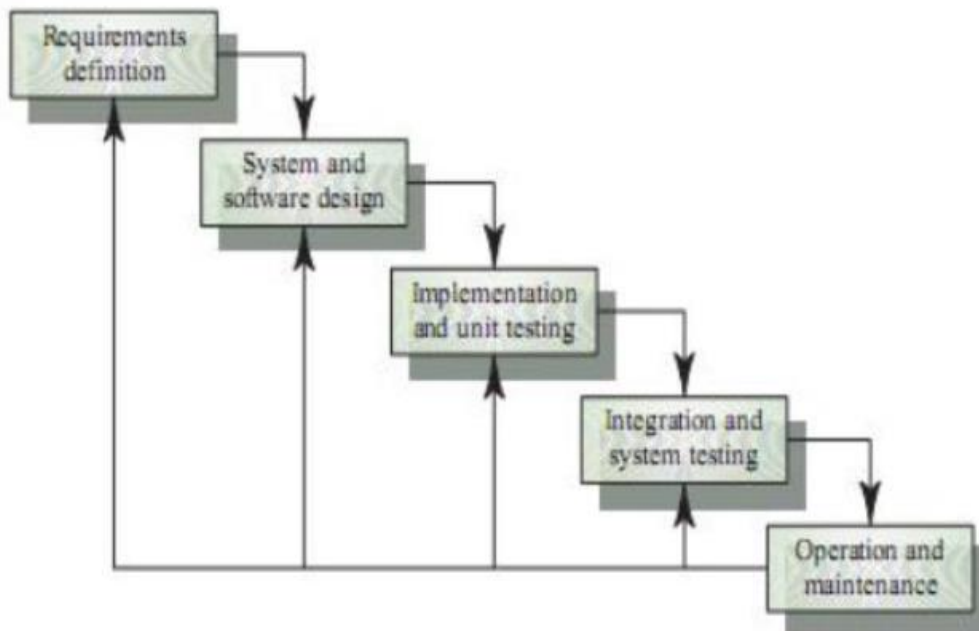 Requirements
definition
System and
software design
Implementation
and unit testing
Integration and
system testing
Operation and
maintenance